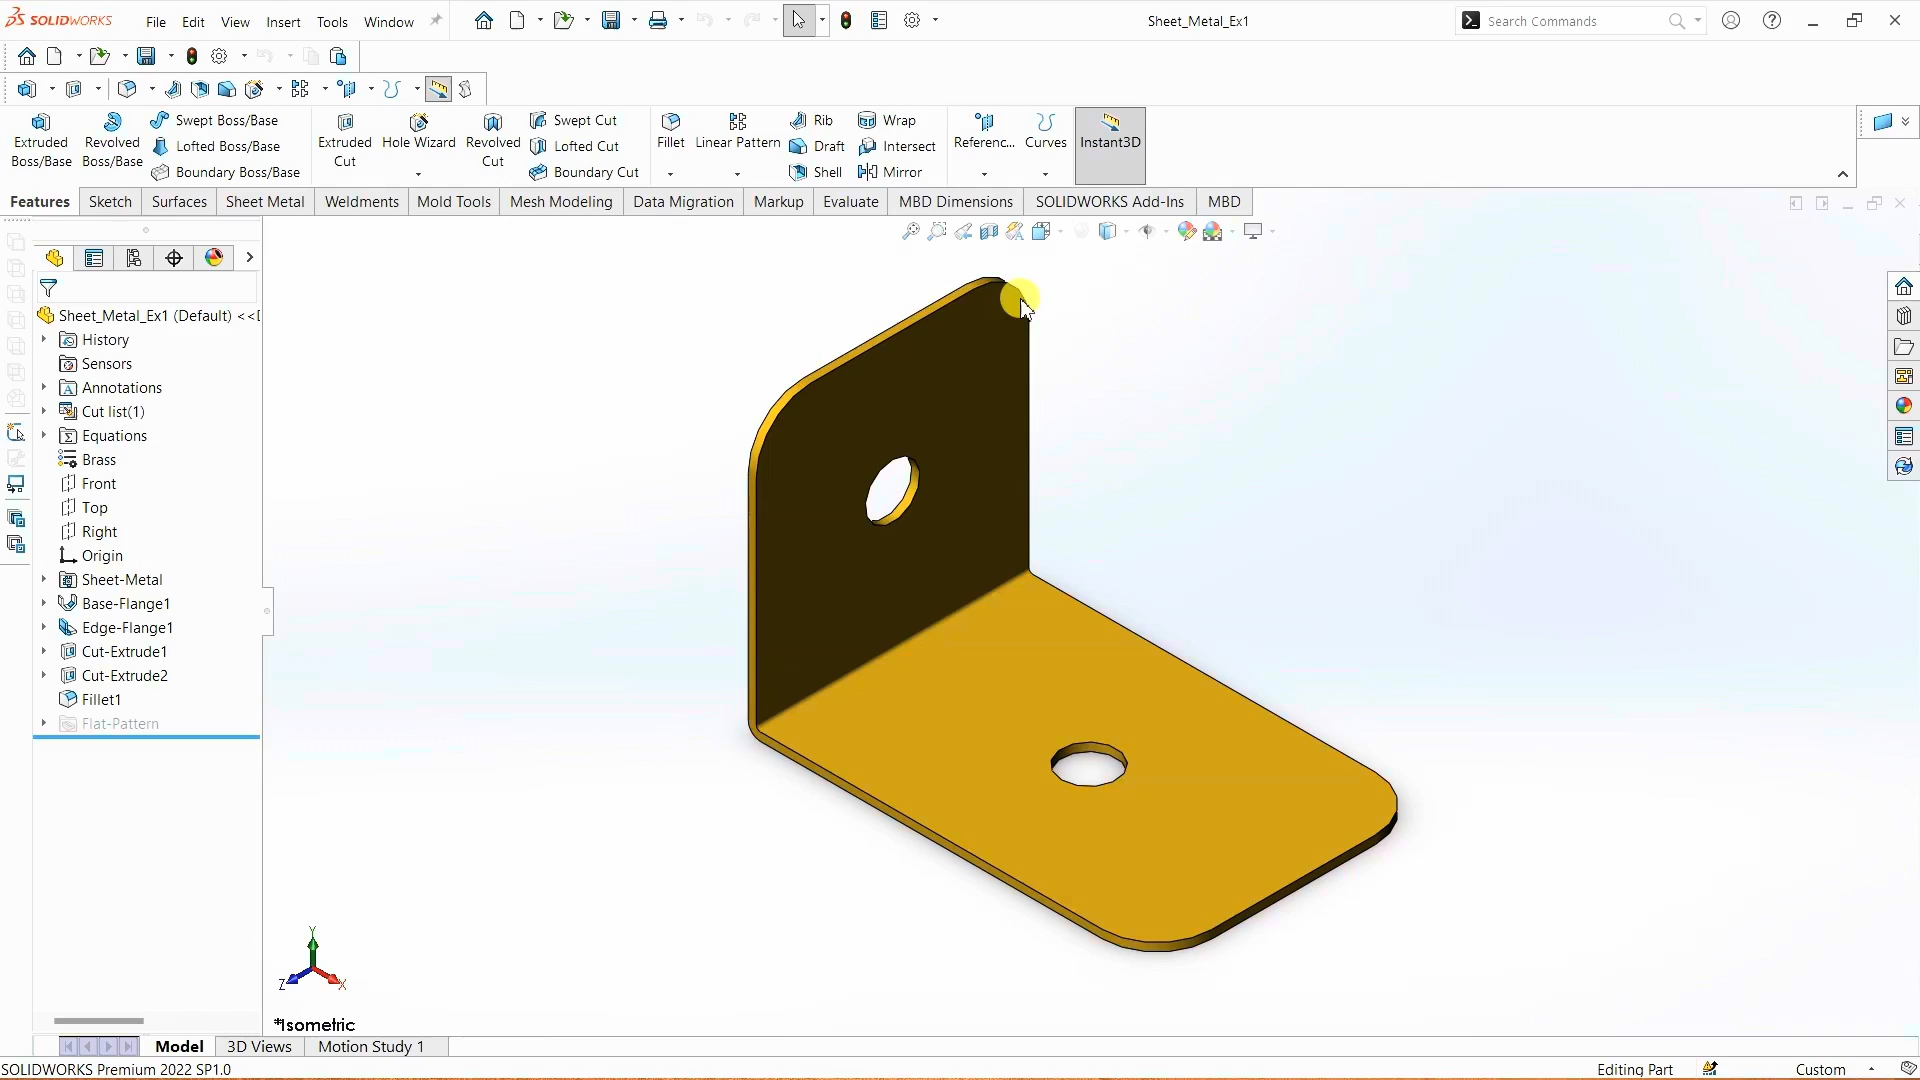 SOLIDWORKS File Edit View Insert Tools Window
Sheet_Metal_Ex1
Search Commands
Extruded Boss/Base
Revolved Boss/Base
Swept Boss/Base
Lofted Boss/Base
Boundary Boss/Base
Extruded Cut
Hole Wizard
Revolved Cut
Swept Cut
Lofted Cut
Boundary Cut
Fillet
Linear Pattern
Rib
Draft
Shell
Wrap
Intersect
Mirror
Referenc...
Curves
Instant3D
Features Sketch Surfaces Sheet Metal Weldments Mold Tools Mesh Modeling Data Migration Markup Evaluate MBD Dimensions SOLIDWORKS Add-Ins MBD
Sheet_Metal_Ex1 (Default) <<
History
Sensors
Annotations
Cut list(1)
Equations
Brass
Front
Top
Right
Origin
Sheet-Metal
Base-Flange1
Edge-Flange1
Cut-Extrude1
Cut-Extrude2
Fillet1
Flat-Pattern
Y
Z
X
*Isometric
Model 3D Views Motion Study 1
SOLIDWORKS Premium 2022 SP1.0
Editing Part
Custom